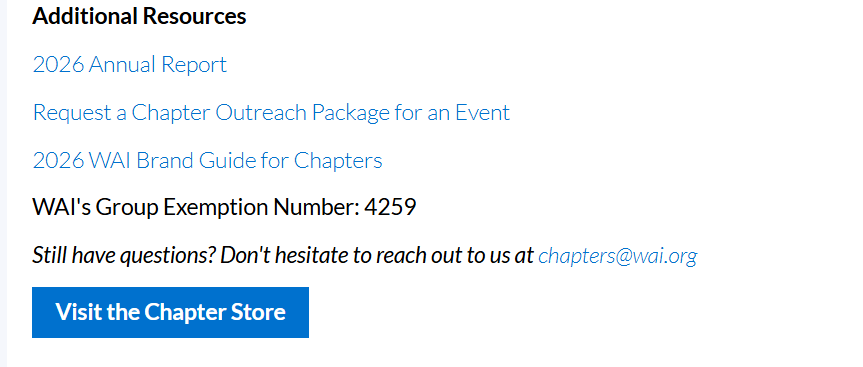 Additional Resources
2026 Annual Report
Request a Chapter Outreach Package for an Event
2026 WAI Brand Guide for Chapters
WAI's Group Exemption Number: 4259
Still have questions? Don't hesitate to reach out to us at chapters@wai.org
Visit the Chapter Store